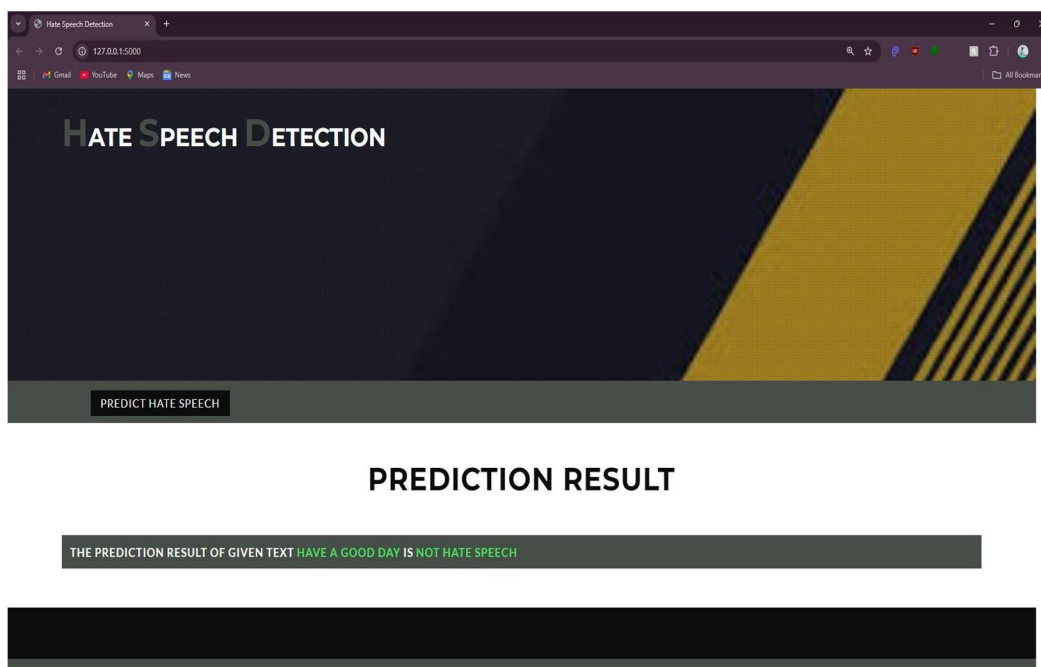 Hate Speech Detection
127.0.0.1:5000
Gmail YouTube Maps News
All Bookmar
HATE SPEECH DETECTION
PREDICT HATE SPEECH
PREDICTION RESULT
THE PREDICTION RESULT OF GIVEN TEXT HAVE A GOOD DAY IS NOT HATE SPEECH